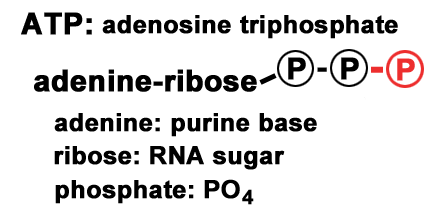 ATP: adenosine triphosphate
adenine-ribose-P-P-P
adenine: purine base
ribose: RNA sugar
phosphate: PO4